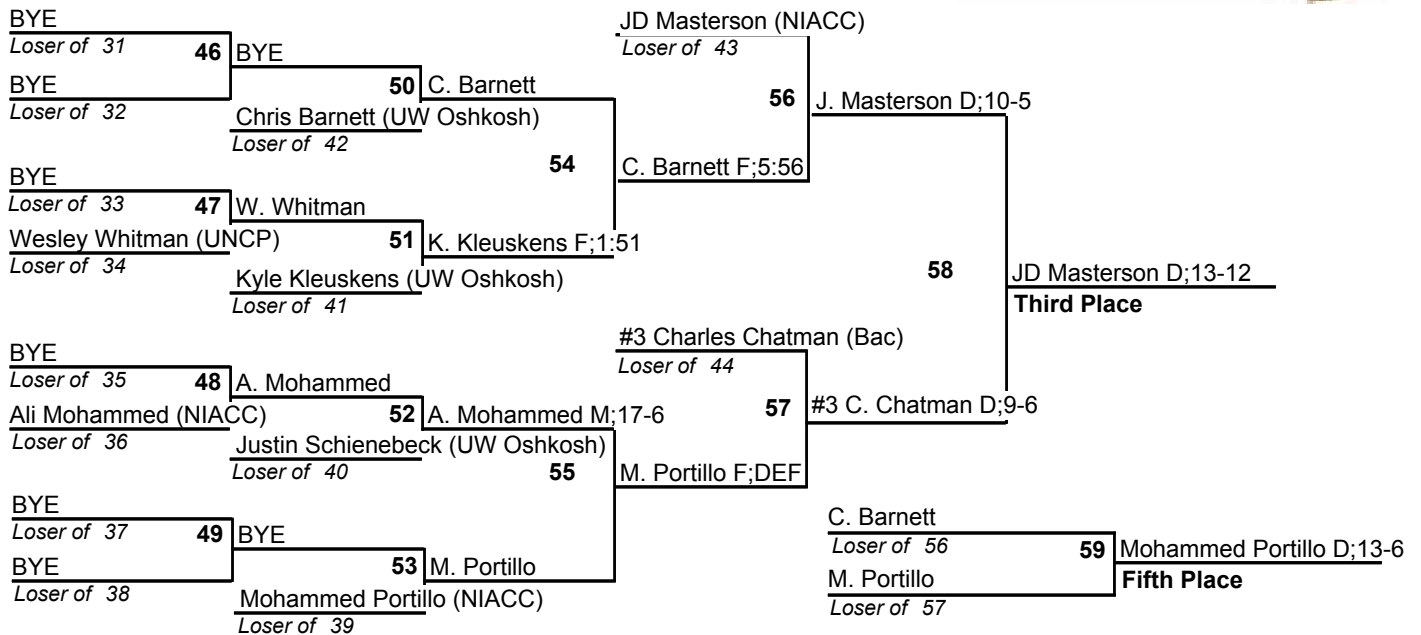 BYE
Loser of 31
46
BYE
BYE
Loser of 32
50
C. Barnett
Chris Barnett (UW Oshkosh)
Loser of 42
54
BYE
Loser of 33
47
W. Whitman
Wesley Whitman (UNCP)
Loser of 34
51
K. Kleuskens F;1:51
Kyle Kleuskens (UW Oshkosh)
Loser of 41
BYE
Loser of 35
48
A. Mohammed
Ali Mohammed (NIACC)
Loser of 36
52
A. Mohammed M;17-6
Justin Schienebeck (UW Oshkosh)
Loser of 40
55
BYE
Loser of 37
49
BYE
BYE
Loser of 38
53
M. Portillo
Mohammed Portillo (NIACC)
Loser of 39
JD Masterson (NIACC)
Loser of 43
56
J. Masterson D;10-5
C. Barnett F;5:56
58
JD Masterson D;13-12
Third Place
#3 Charles Chatman (Bac)
Loser of 44
57
#3 C. Chatman D;9-6
M. Portillo F;DEF
C. Barnett
Loser of 56
59
Mohammed Portillo D;13-6
M. Portillo
Fifth Place
Loser of 57